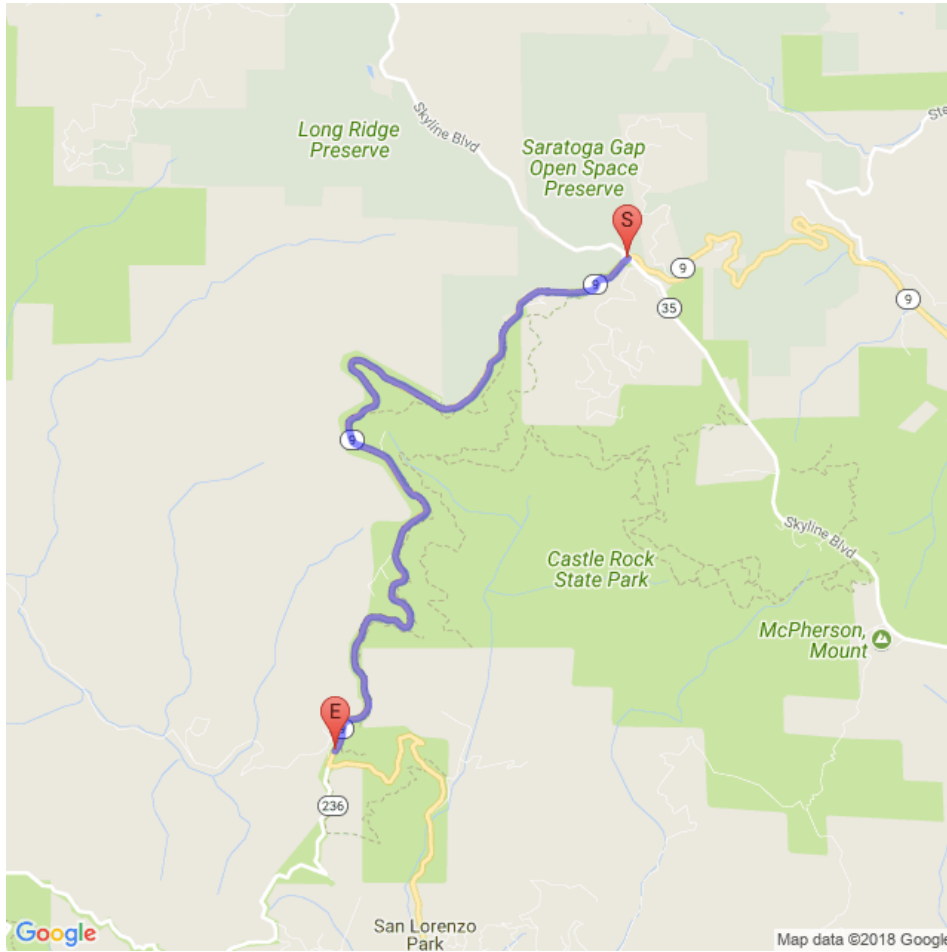 Skyline Blvd
Long Ridge
Preserve
Saratoga Gap
Open Space
Preserve
Ste
S
9
9
9
35
9
Skyline Blvd
Castle Rock
State Park
McPherson,
Mount
E
236
San Lorenzo
Park
Google
Map data ©2018 Google